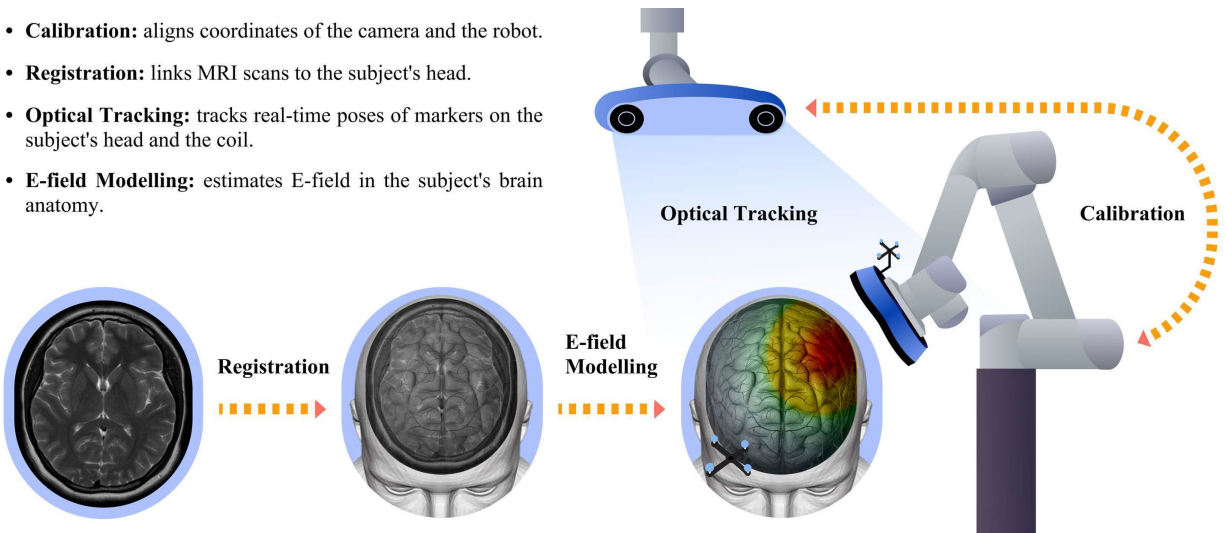 • Calibration: aligns coordinates of the camera and the robot.
• Registration: links MRI scans to the subject's head.
• Optical Tracking: tracks real-time poses of markers on the
subject's head and the coil.
• E-field Modelling: estimates E-field in the subject's brain
anatomy.
Optical Tracking
Calibration
Registration
E-field
Modelling